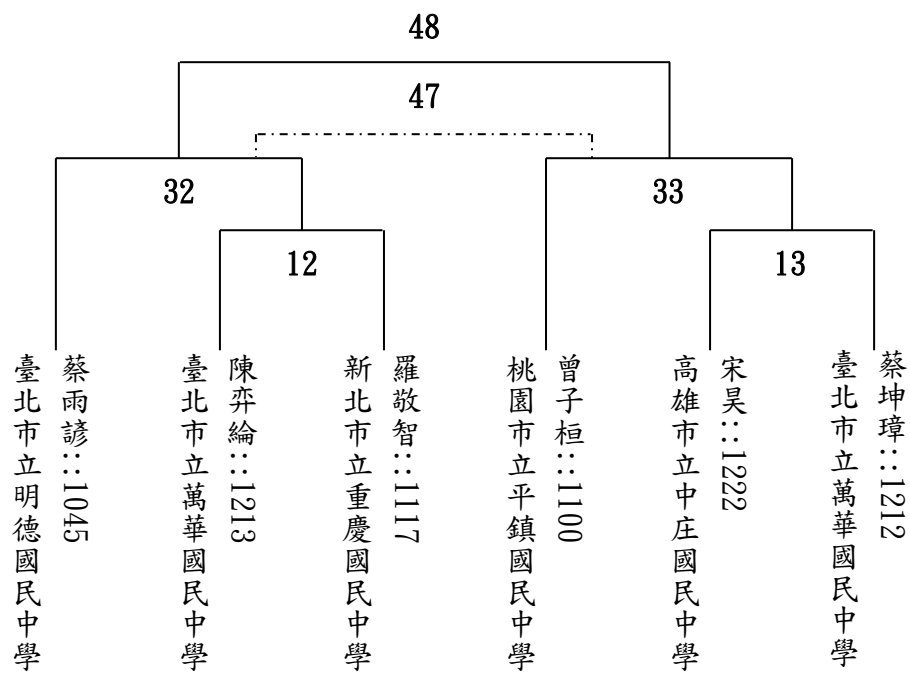 48
47
32
33
12
13
蔡雨諺::1045
臺北市立明德國民中學
陳弈綸::1213
臺北市立萬華國民中學
羅敬智::1117
新北市立重慶國民中學
曾子桓::1100
桃園市立平鎮國民中學
宋昊::1222
高雄市立中庄國民中學
蔡坤璋::1212
臺北市立萬華國民中學